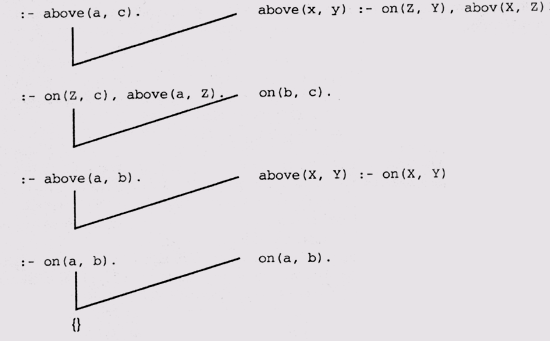 :- above(a, c). above(x, y) :- on(Z, Y), abov(X, Z)
:- on(Z, c), above(a, Z). on(b, c).
:- above(a, b). above(X, Y) :- on(X, Y)
:- on(a, b). on(a, b).
{}